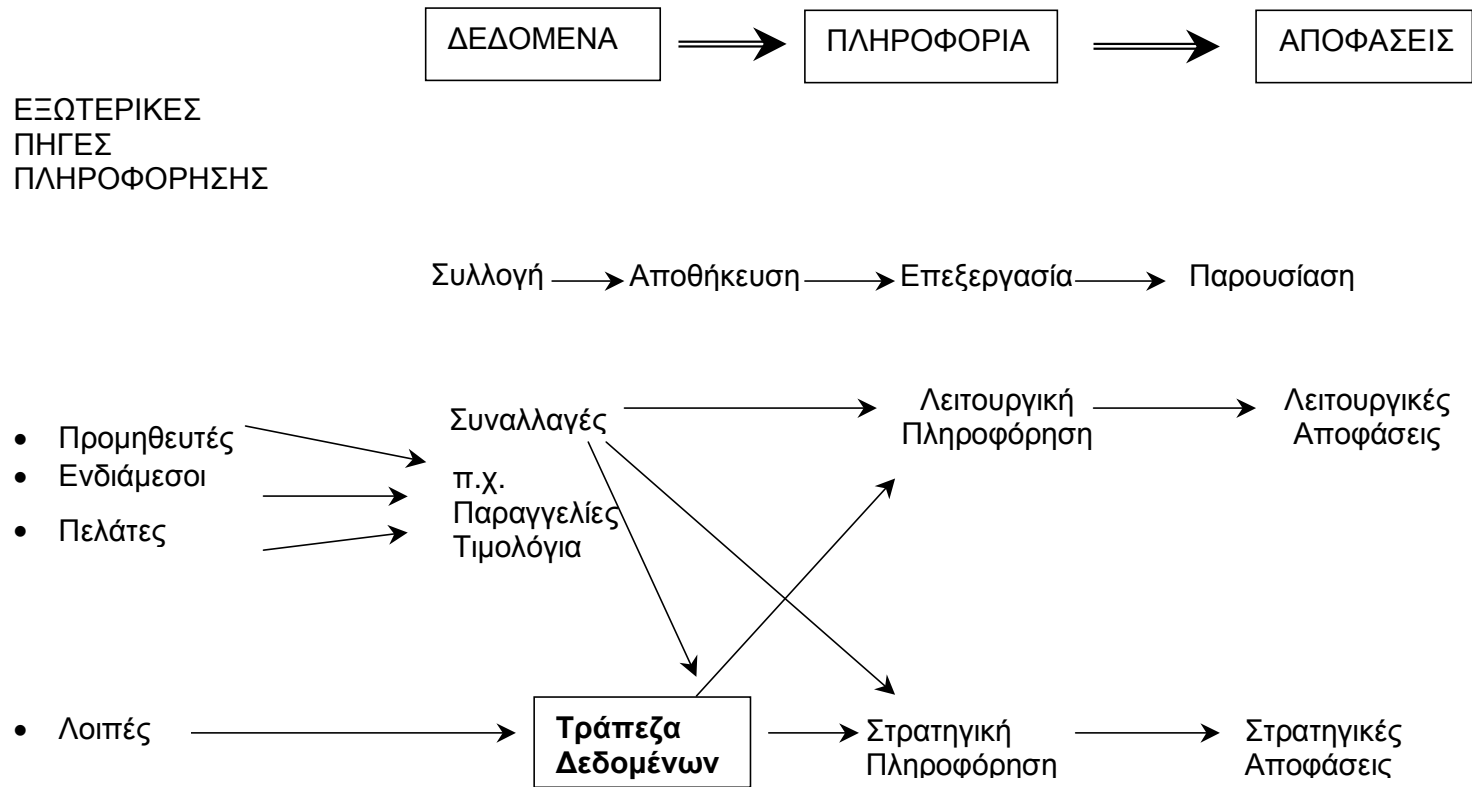 ΔΕΔΟΜΕΝΑ ΠΛΗΡΟΦΟΡΙΑ ΑΠΟΦΑΣΕΙΣ
ΕΞΩΤΕΡΙΚΕΣ
ΠΗΓΕΣ
ΠΛΗΡΟΦΟΡΗΣΗΣ
Συλλογή Αποθήκευση Επεξεργασία Παρουσίαση
• Προμηθευτές
• Ενδιάμεσοι
• Πελάτες
Συναλλαγές
π.χ.
Παραγγελίες
Τιμολόγια
Λειτουργική
Πληροφόρηση
Λειτουργικές
Αποφάσεις
• Λοιπές
Τράπεζα
Δεδομένων
Στρατηγική
Πληροφόρηση
Στρατηγικές
Αποφάσεις